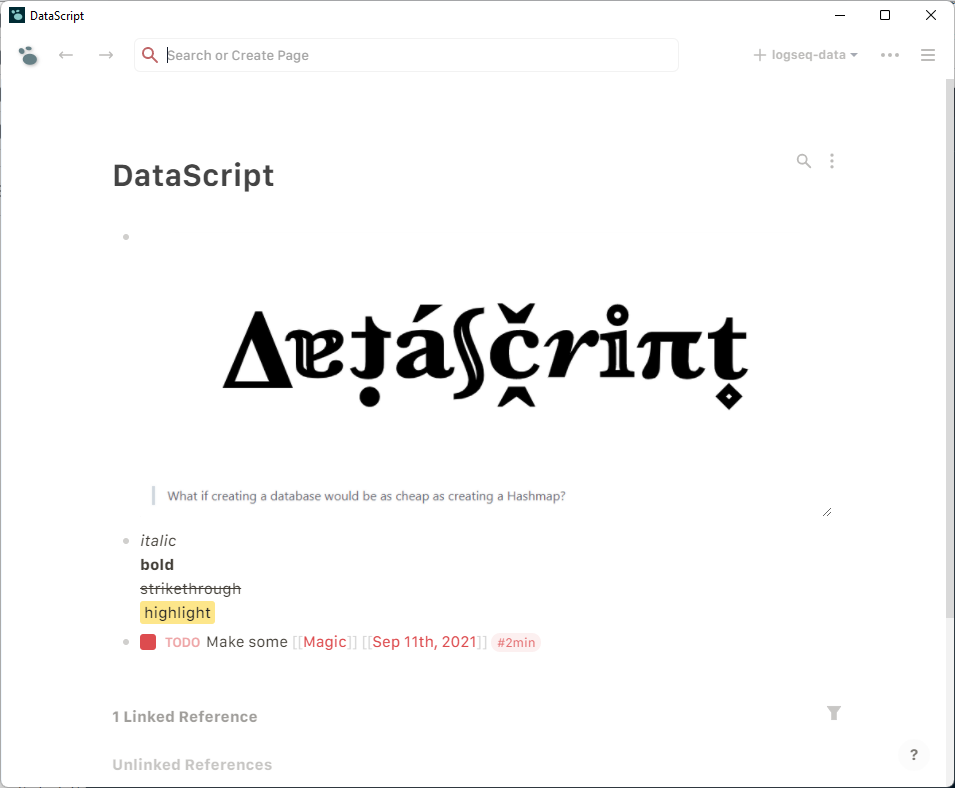 DataScript
Search or Create Page
logseq-data
DataScript
What if creating a database would be as cheap as creating a Hashmap?
italic
bold
strikethrough
highlight
TODO Make some [[Magic]] [[Sep 11th, 2021]] #2min
1 Linked Reference
Unlinked References
?